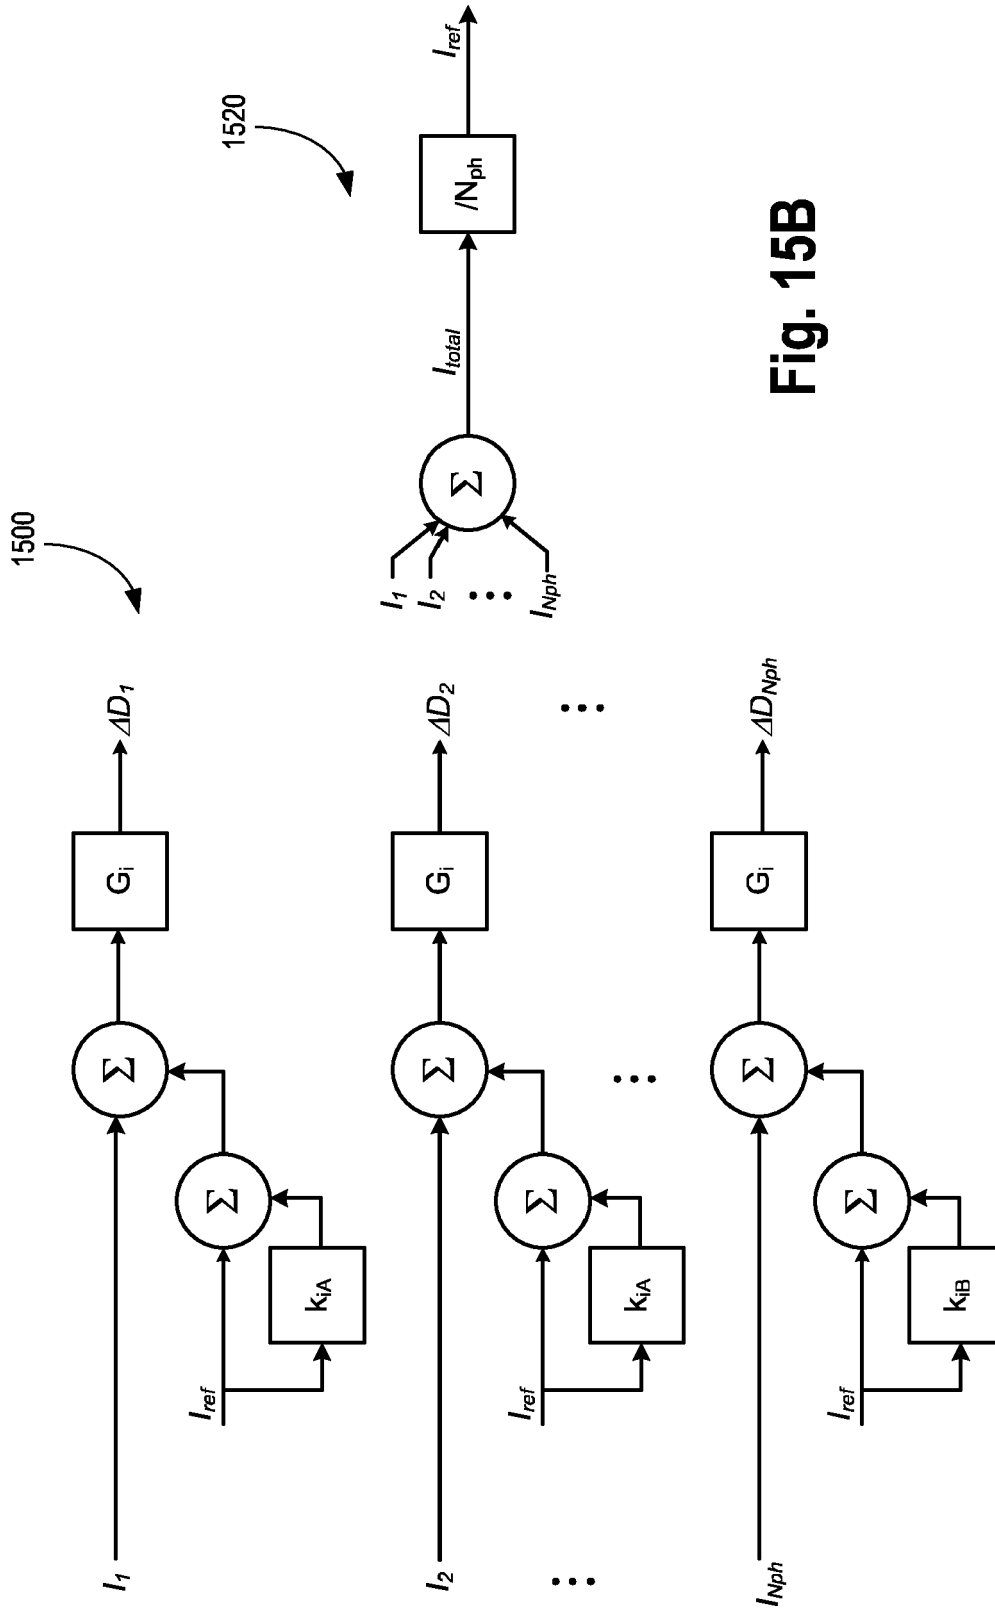 1500
I1
Iref
kiA
Σ
Σ
Gi
ΔD1
I2
Iref
kiA
Σ
Σ
Gi
ΔD2
•••
•••
•••
INph
Iref
kiB
Σ
Σ
Gi
ΔDNph
1520
I1
I2
•••
INph
Σ
Itotal
/Nph
Iref
Fig. 15B